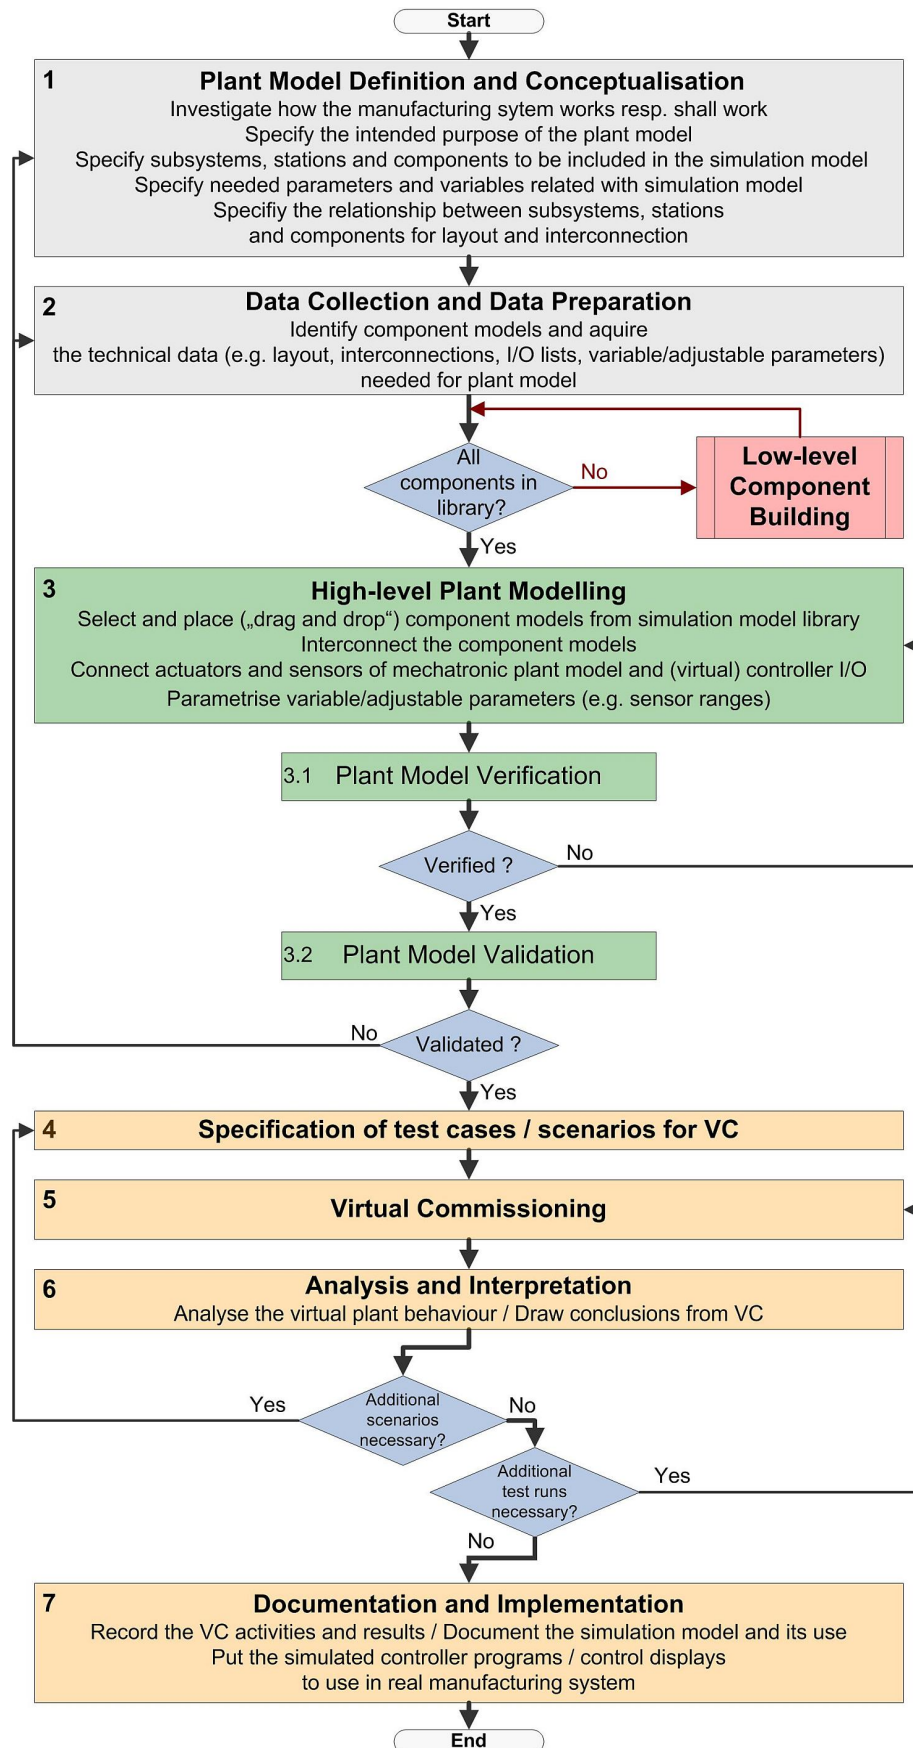 Start
1
Plant Model Definition and Conceptualisation
Investigate how the manufacturing sytem works resp. shall work
Specify the intended purpose of the plant model
Specify subsystems, stations and components to be included in the simulation model
Specify needed parameters and variables related with simulation model
Specifiy the relationship between subsystems, stations
and components for layout and interconnection
2
Data Collection and Data Preparation
Identify component models and aquire
the technical data (e.g. layout, interconnections, I/O lists, variable/adjustable parameters)
needed for plant model
All
components in
library?
No
Low-level
Component
Building
Yes
3
High-level Plant Modelling
Select and place („drag and drop“) component models from simulation model library
Interconnect the component models
Connect actuators and sensors of mechatronic plant model and (virtual) controller I/O
Parametrise variable/adjustable parameters (e.g. sensor ranges)
3.1 Plant Model Verification
Verified ?
No
Yes
3.2 Plant Model Validation
No
Validated ?
Yes
4
Specification of test cases / scenarios for VC
5
Virtual Commissioning
6
Analysis and Interpretation
Analyse the virtual plant behaviour / Draw conclusions from VC
Yes
Additional
scenarios
necessary?
No
Additional
test runs
necessary?
Yes
No
7
Documentation and Implementation
Record the VC activities and results / Document the simulation model and its use
Put the simulated controller programs / control displays
to use in real manufacturing system
End